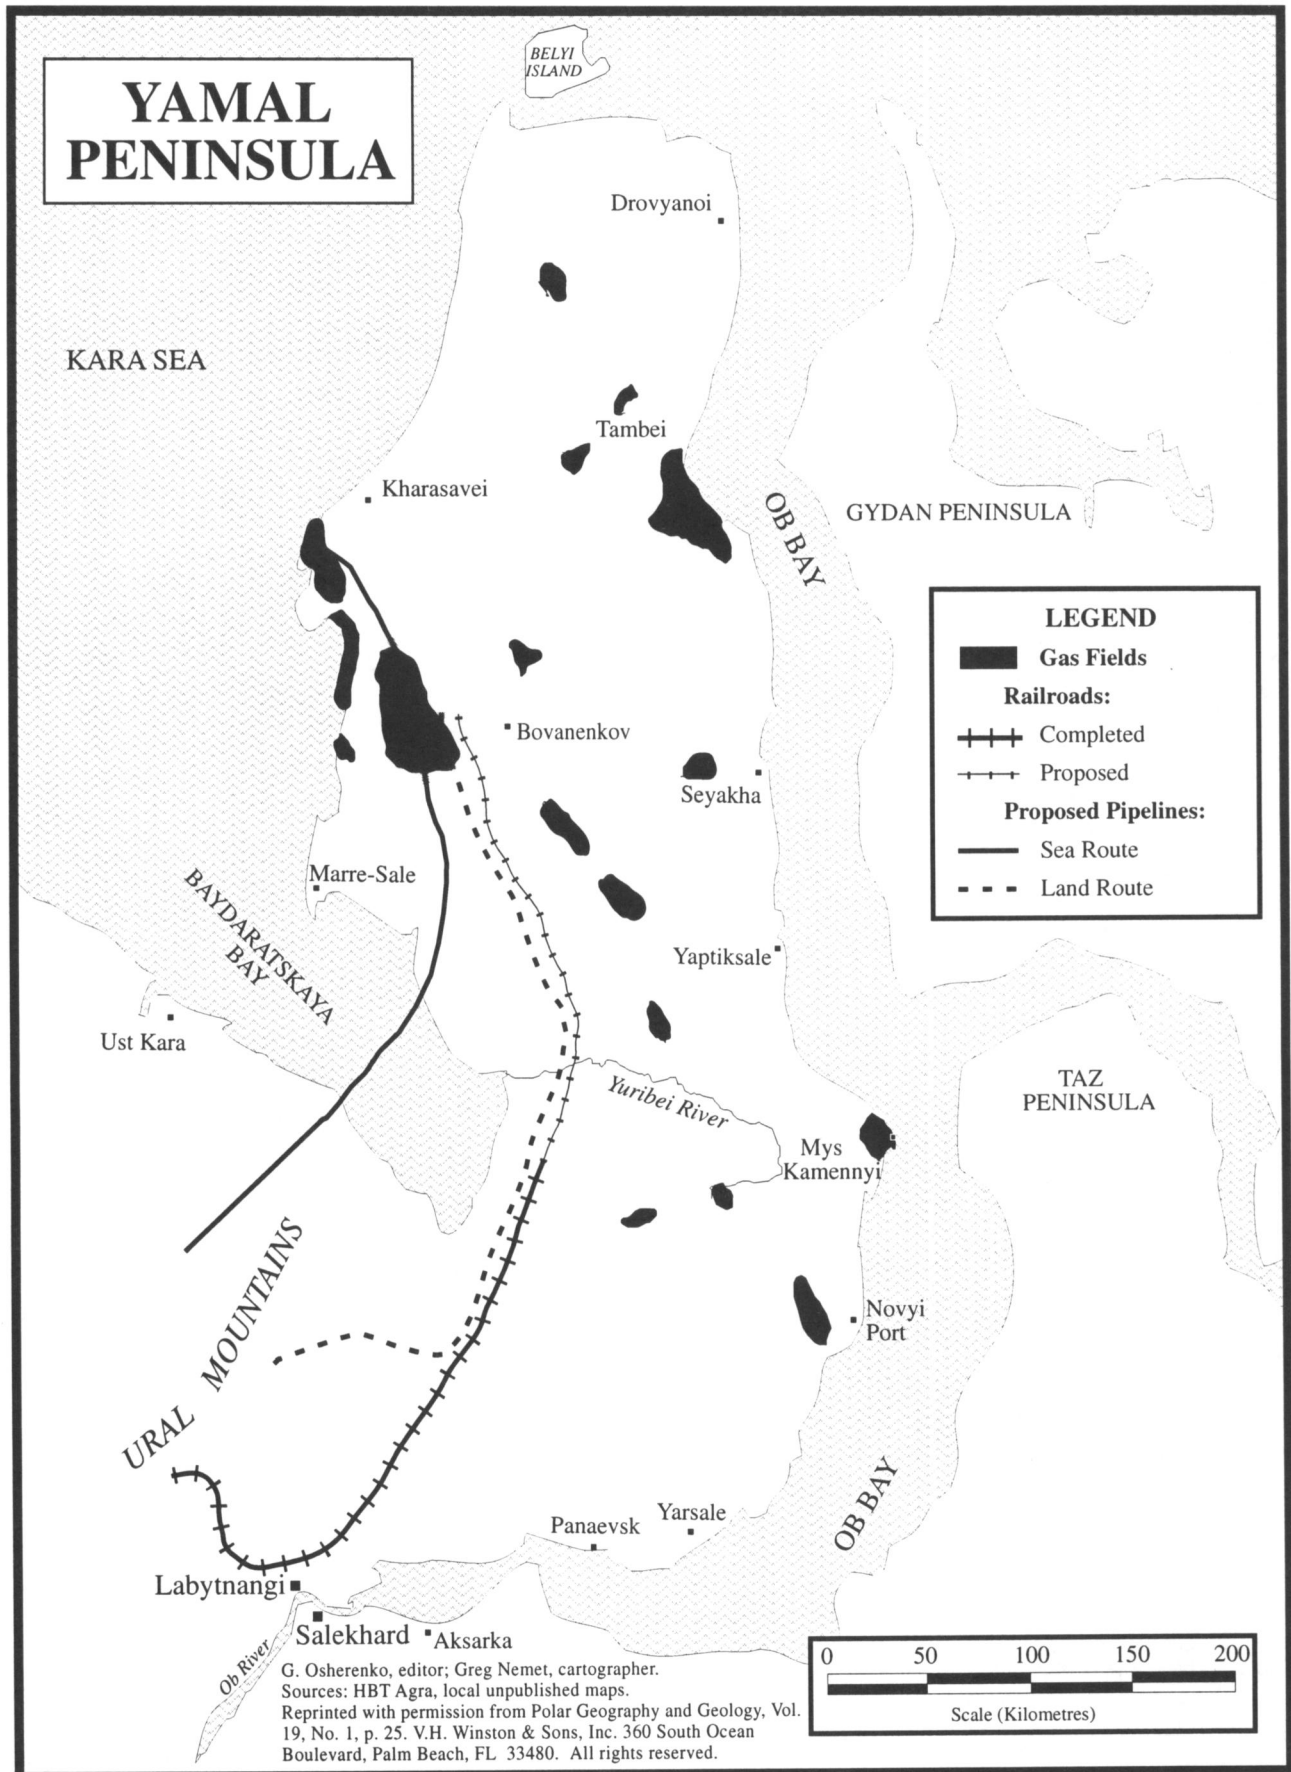 YAMAL
PENINSULA
BELYI
ISLAND
Drovyanoi
KARA SEA
Tambei
Kharasavei
OB BAY
GYDAN PENINSULA
LEGEND
Gas Fields
Railroads:
Completed
Proposed
Proposed Pipelines:
Sea Route
Land Route
Bovanenkov
Seyakha
Marre-Sale
BAYDARATSKAYA
BAY
Yaptiksale
Ust Kara
Yuribei River
TAZ
PENINSULA
Mys
Kamennyi
URAL MOUNTAINS
Novyi
Port
OB BAY
Yarsale
Panaevsk
Labytnangi
Salekhard
Aksarka
Ob River
G. Osherenko, editor; Greg Nemet, cartographer.
Sources: HBT Agra, local unpublished maps.
Reprinted with permission from Polar Geography and Geology, Vol.
19, No. 1, p. 25. V.H. Winston & Sons, Inc. 360 South Ocean
Boulevard, Palm Beach, FL 33480. All rights reserved.
0 50 100 150 200
Scale (Kilometres)